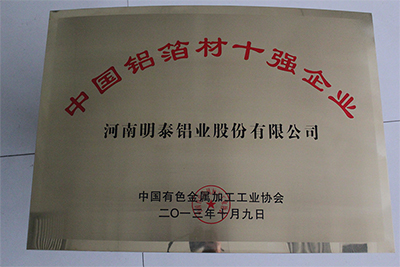 中国铝箔材十强企业
河南明泰铝业股份有限公司
中国有色金属加工工业协会
二〇一三年十月九日